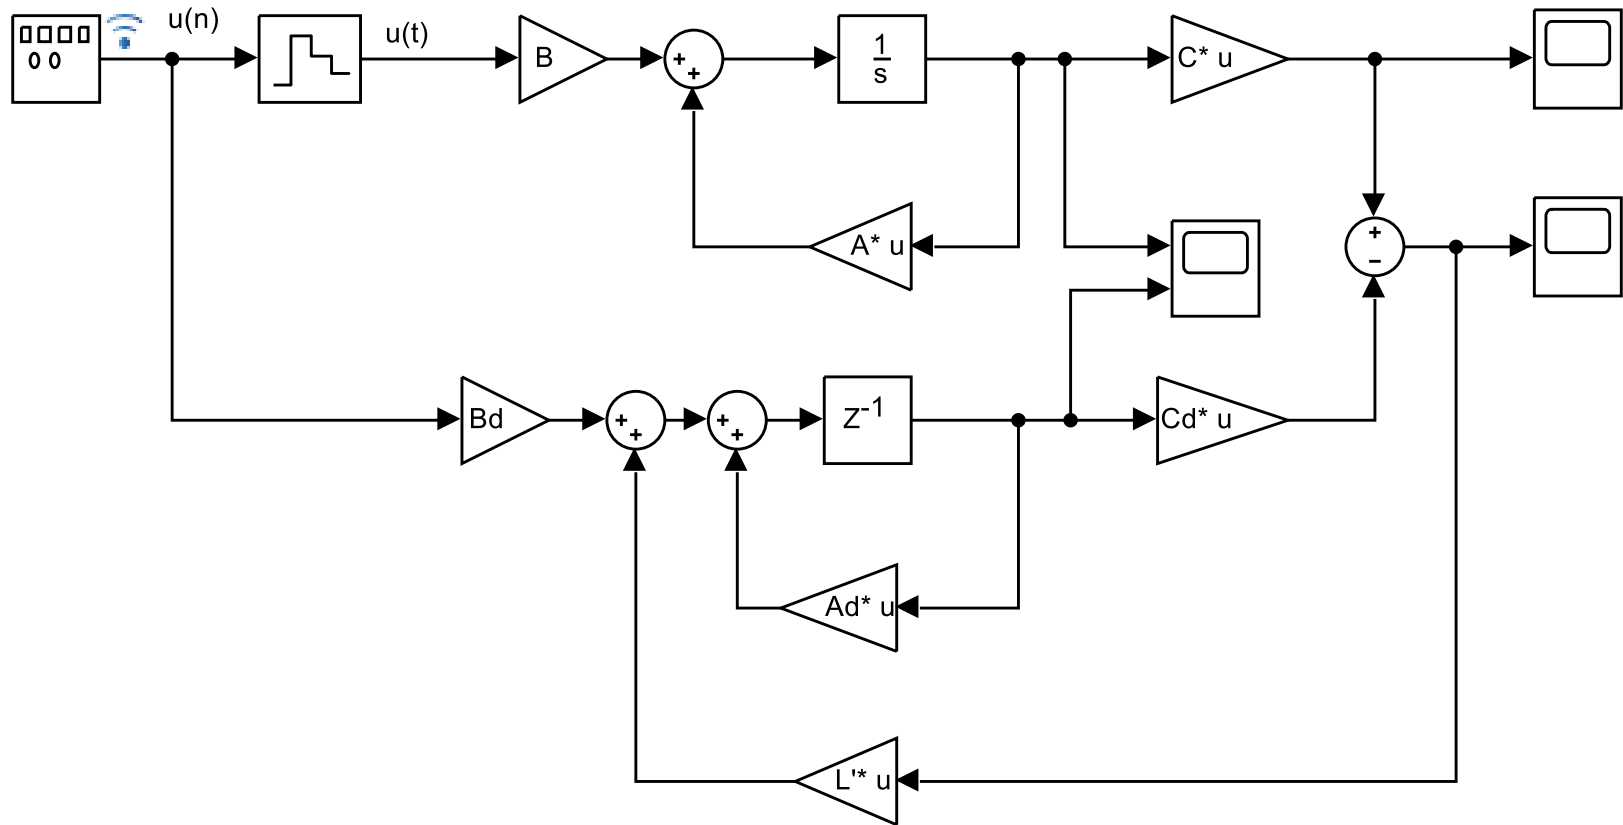 u(n)
u(t)
B
+
+
1
s
C* u
A* u
+
−
Bd
+
+
+
+
Z-1
Cd* u
Ad* u
L'* u